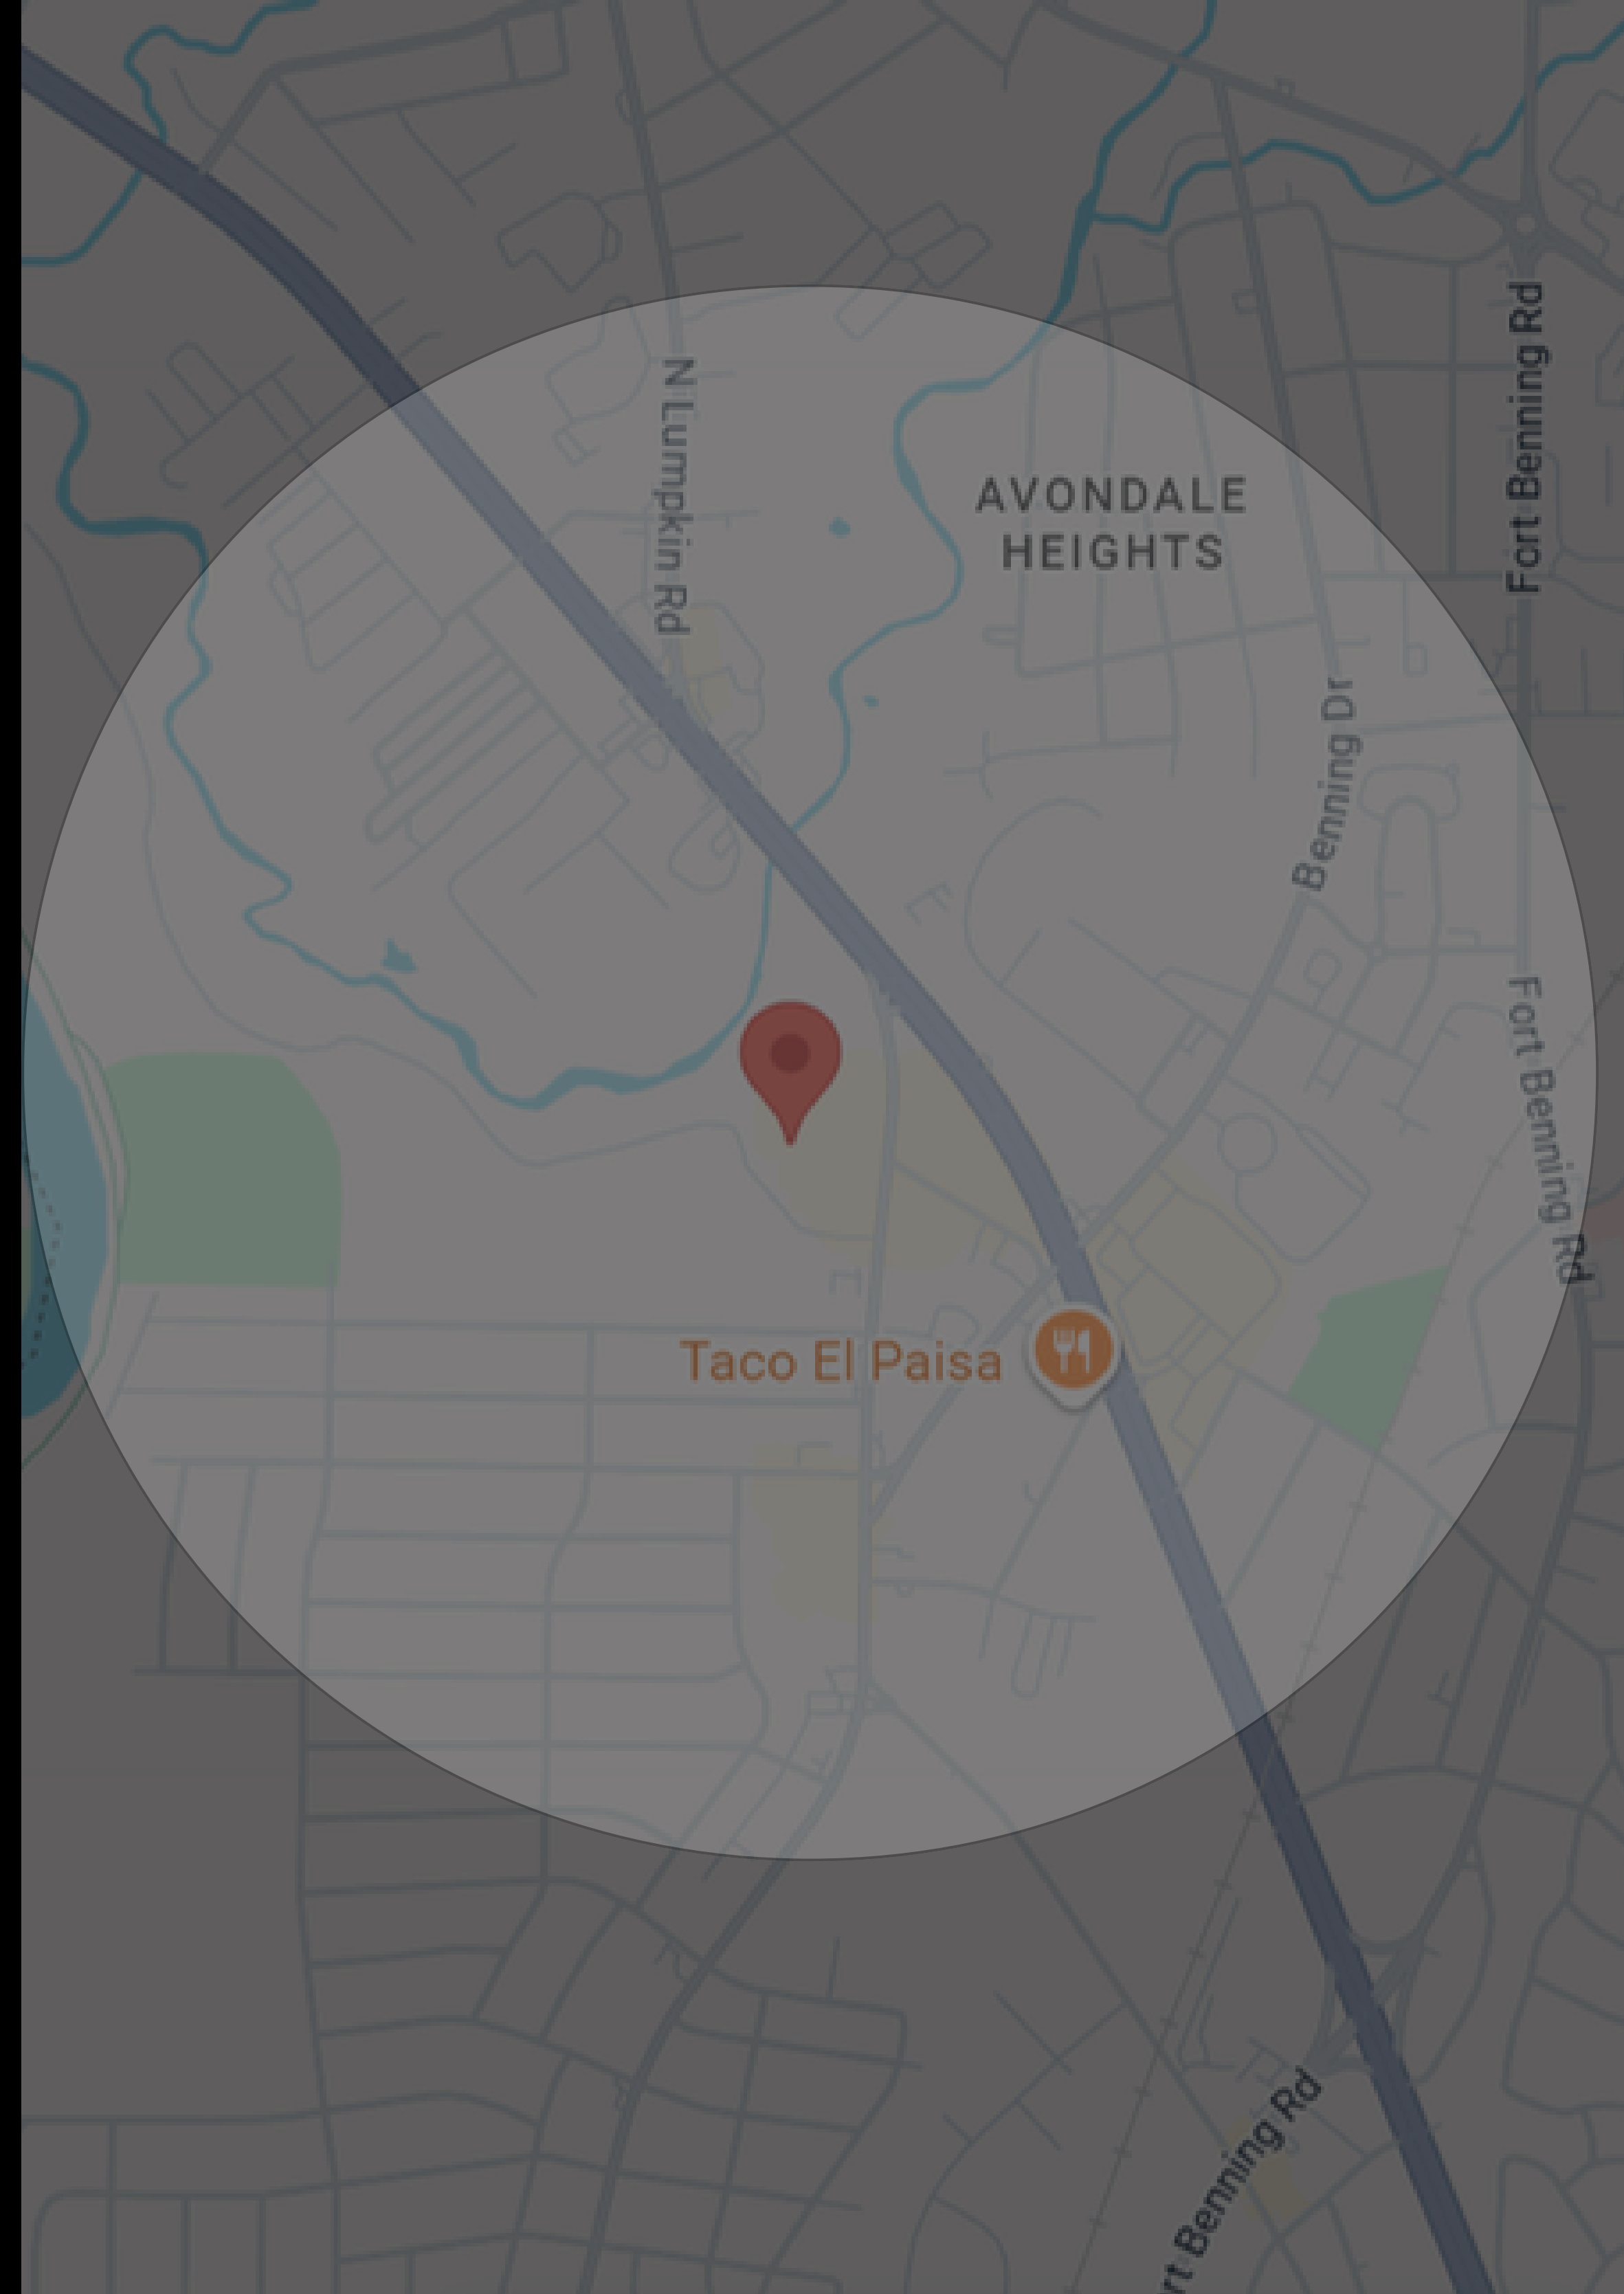 N Lumpkin Rd
Fort Benning Rd
AVONDALE
HEIGHTS
Benning Dr
Fort Benning Rd
Taco El Paisa
rt Benning Rd